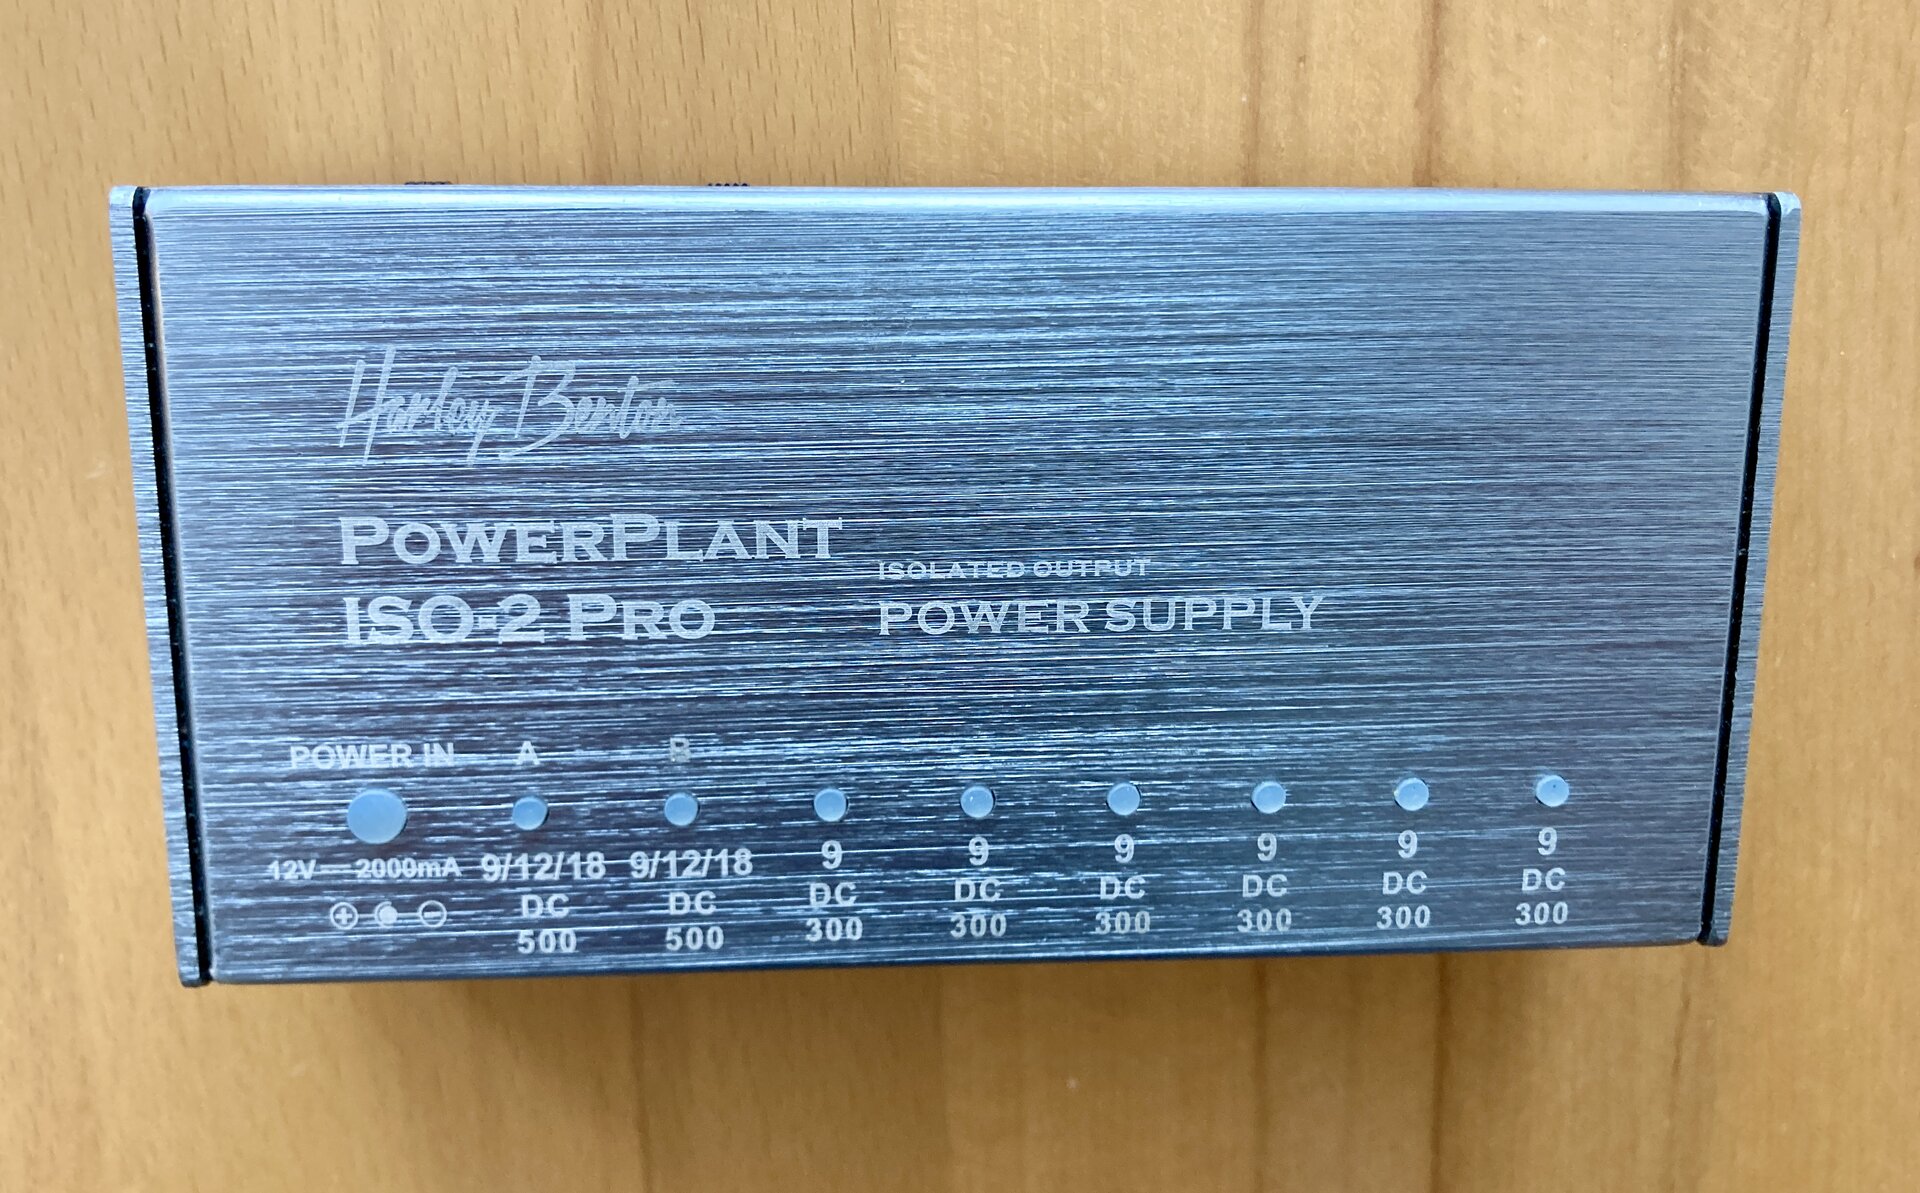 Harley Benton
POWERPLANT
ISO-2 PRO
ISOLATED OUTPUT
POWER SUPPLY
POWER IN A B
12V⎓2000mA 9/12/18 9/12/18 9 9 9 9 9 9
DC DC DC DC DC DC DC DC
500 500 300 300 300 300 300 300
+ -